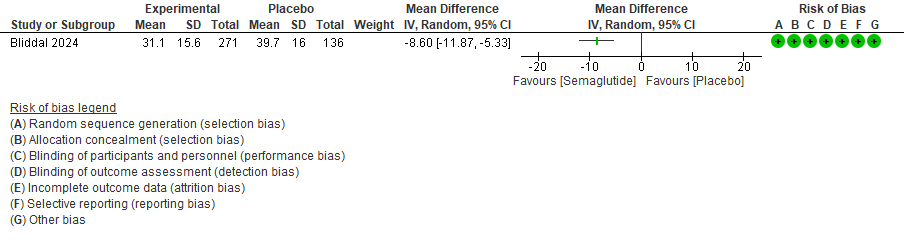 Experimental Placebo Mean Difference Mean Difference Risk of Bias
Study or Subgroup Mean SD Total Mean SD Total Weight IV, Random, 95% CI IV, Random, 95% CI A B C D E F G
Bliddal 2024 31.1 15.6 271 39.7 16 136 -8.60 [-11.87, -5.33] + + + + + + +
-20 -10 0 10 20
Favours [Semaglutide] Favours [Placebo]
Risk of bias legend
(A) Random sequence generation (selection bias)
(B) Allocation concealment (selection bias)
(C) Blinding of participants and personnel (performance bias)
(D) Blinding of outcome assessment (detection bias)
(E) Incomplete outcome data (attrition bias)
(F) Selective reporting (reporting bias)
(G) Other bias